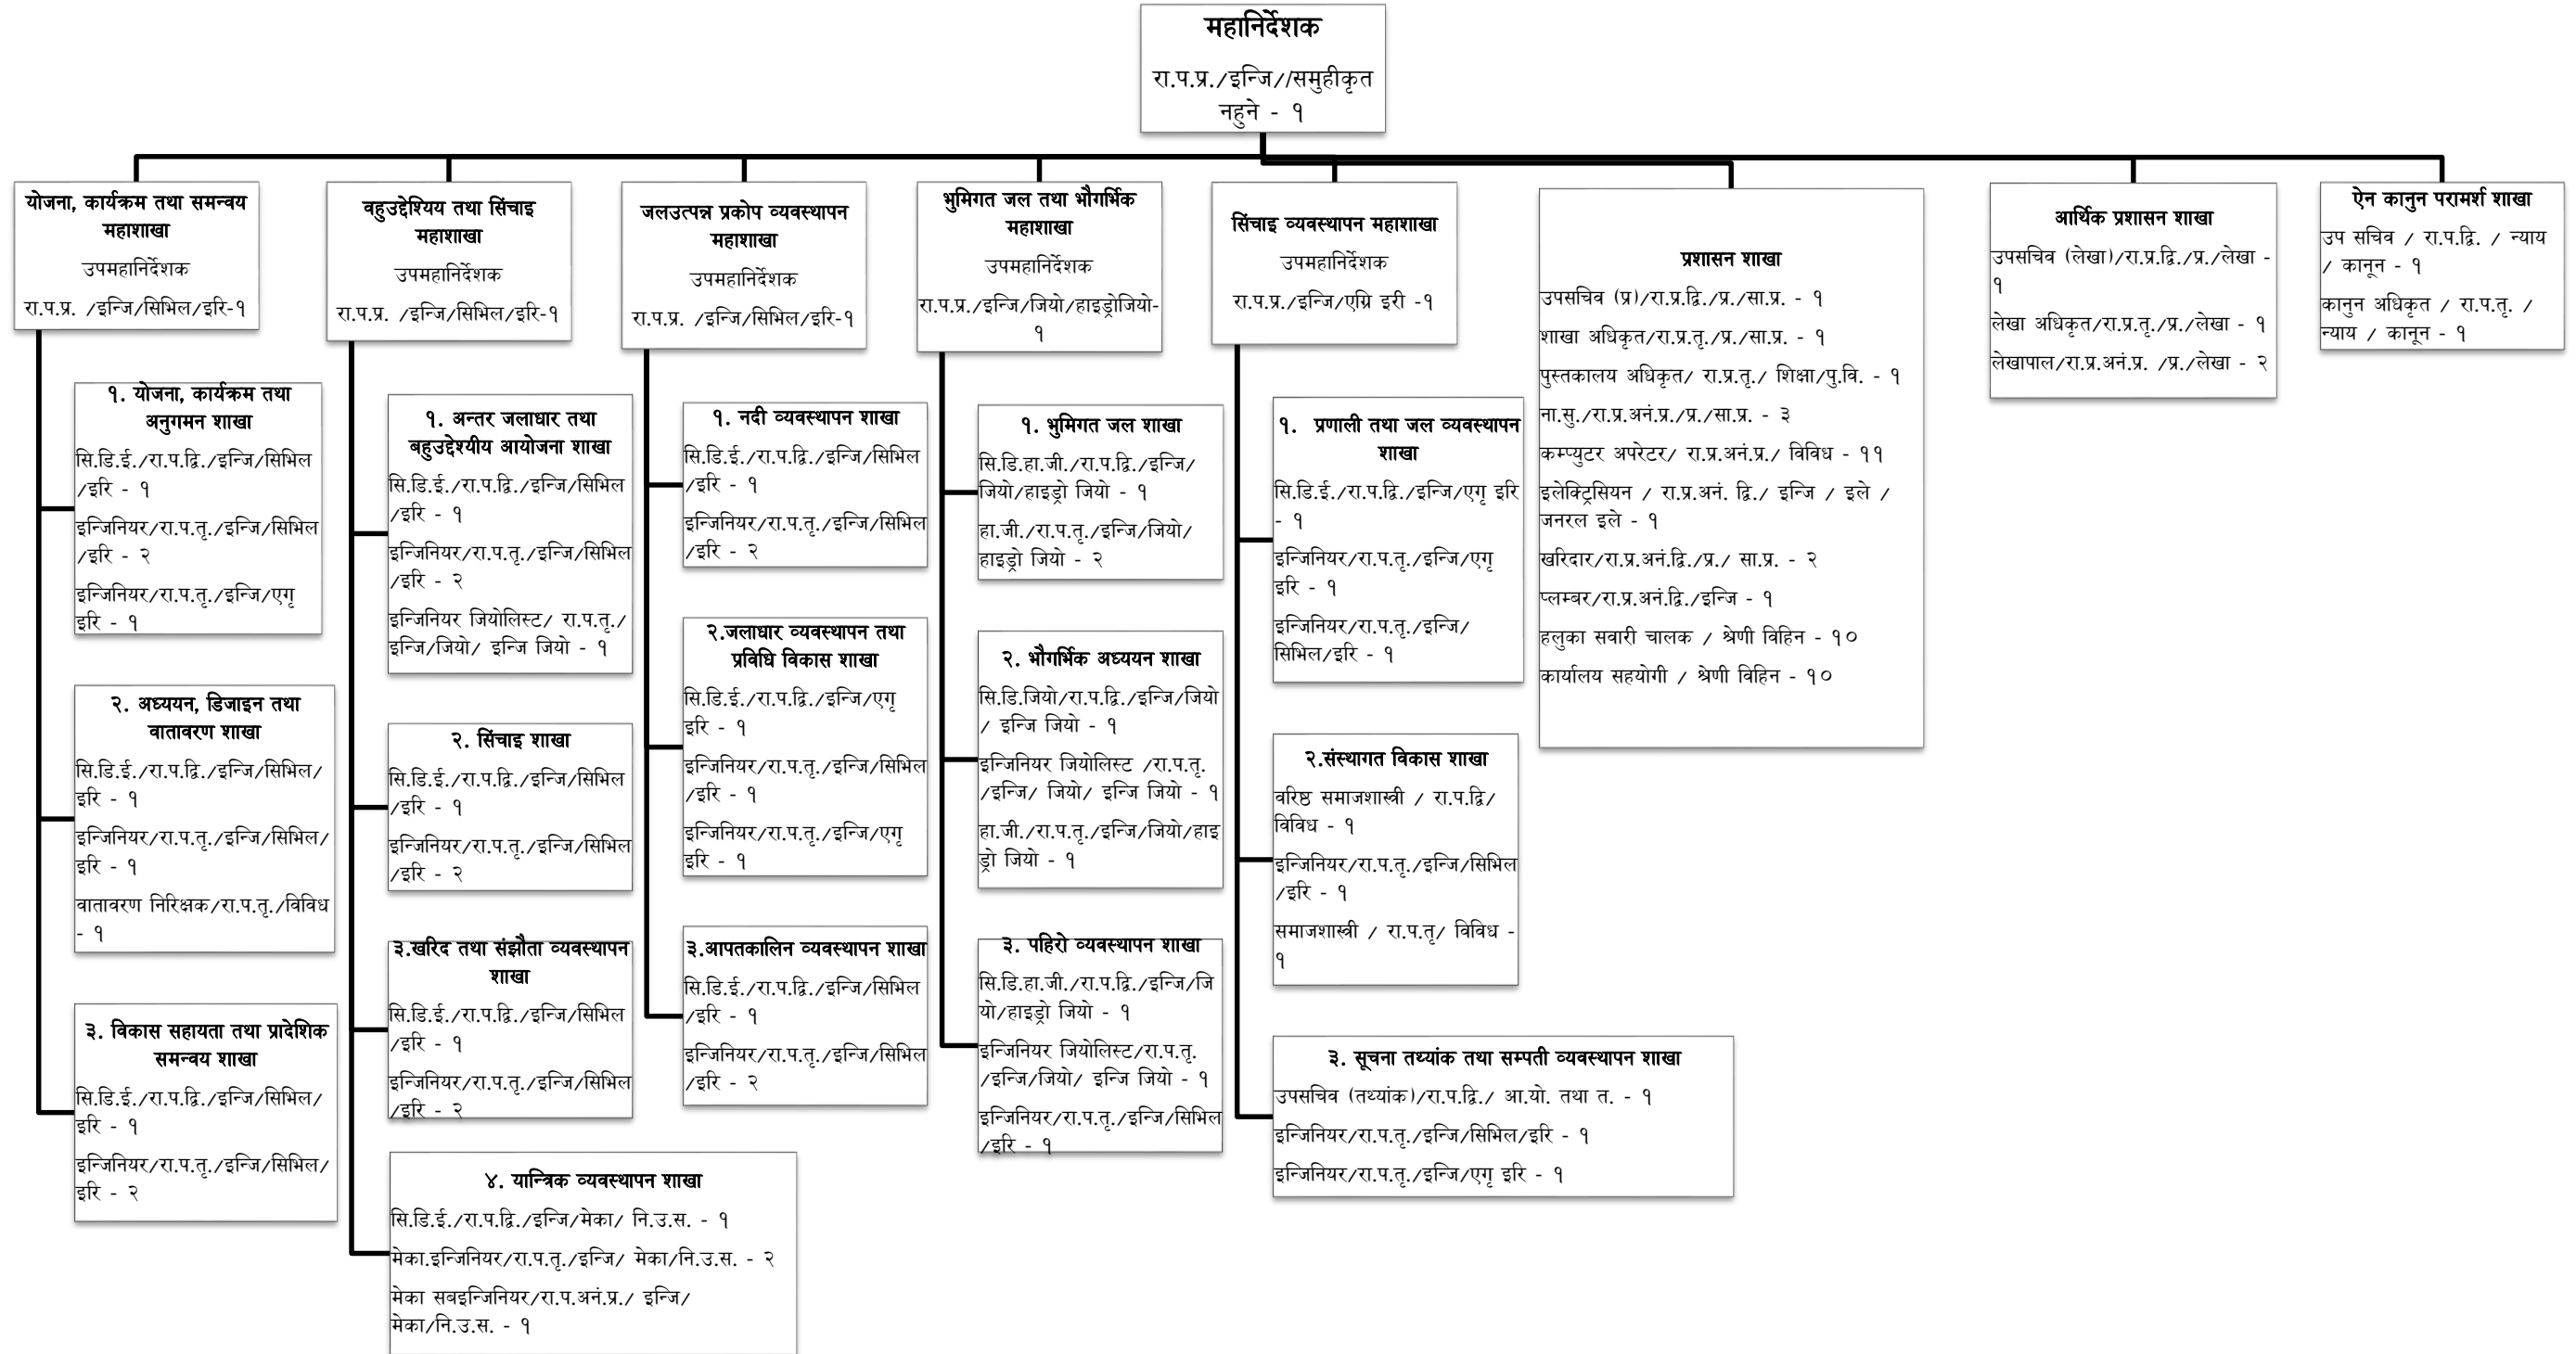 महानिर्देशक
रा.प.प्र./इन्जि//समुहीकृत
नहुने - १
योजना, कार्यक्रम तथा समन्वय
महाशाखा
उपमहानिर्देशक
रा.प.प्र. /इन्जि/सिभिल/इरि-१
१. योजना, कार्यक्रम तथा
अनुगमन शाखा
सि.डि.ई./रा.प.द्वि./इन्जि/सिभिल
/इरि - १
इन्जिनियर/रा.प.तृ./इन्जि/सिभिल
/इरि - २
इन्जिनियर/रा.प.तृ./इन्जि/एगृ
इरि - १
२. अध्ययन, डिजाइन तथा
वातावरण शाखा
सि.डि.ई./रा.प.द्वि./इन्जि/सिभिल/
इरि - १
इन्जिनियर/रा.प.तृ./इन्जि/सिभिल/
इरि - १
वातावरण निरिक्षक/रा.प.तृ./विविध
- १
३. विकास सहायता तथा प्रादेशिक
समन्वय शाखा
सि.डि.ई./रा.प.द्वि./इन्जि/सिभिल/
इरि - १
इन्जिनियर/रा.प.तृ./इन्जि/सिभिल/
इरि - २
वहुउद्देश्यिय तथा सिंचाइ
महाशाखा
उपमहानिर्देशक
रा.प.प्र. /इन्जि/सिभिल/इरि-१
१. अन्तर जलाधार तथा
बहुउद्देश्यीय आयोजना शाखा
सि.डि.ई./रा.प.द्वि./इन्जि/सिभिल
/इरि - १
इन्जिनियर/रा.प.तृ./इन्जि/सिभिल
/इरि - २
इन्जिनियर जियोलिस्ट/ रा.प.तृ./
इन्जि/जियो/ इन्जि जियो - १
२. सिंचाइ शाखा
सि.डि.ई./रा.प.द्वि./इन्जि/सिभिल
/इरि - १
इन्जिनियर/रा.प.तृ./इन्जि/सिभिल
/इरि - २
३.खरिद तथा संझौता व्यवस्थापन
शाखा
सि.डि.ई./रा.प.द्वि./इन्जि/सिभिल
/इरि - १
इन्जिनियर/रा.प.तृ./इन्जि/सिभिल
/इरि - २
४. यान्त्रिक व्यवस्थापन शाखा
सि.डि.ई./रा.प.द्वि./इन्जि/मेका/ नि.उ.स. - १
मेका.इन्जिनियर/रा.प.तृ./इन्जि/ मेका/नि.उ.स. - २
मेका सबइन्जिनियर/रा.प.अनं.प्र./ इन्जि/
मेका/नि.उ.स. - १
जलउत्पन्न प्रकोप व्यवस्थापन
महाशाखा
उपमहानिर्देशक
रा.प.प्र. /इन्जि/सिभिल/इरि-१
१. नदी व्यवस्थापन शाखा
सि.डि.ई./रा.प.द्वि./इन्जि/सिभिल
/इरि - १
इन्जिनियर/रा.प.तृ./इन्जि/सिभिल
/इरि - २
२.जलाधार व्यवस्थापन तथा
प्रविधि विकास शाखा
सि.डि.ई./रा.प.द्वि./इन्जि/एगृ
इरि - १
इन्जिनियर/रा.प.तृ./इन्जि/सिभिल
/इरि - १
इन्जिनियर/रा.प.तृ./इन्जि/एगृ
इरि - १
३.आपतकालिन व्यवस्थापन शाखा
सि.डि.ई./रा.प.द्वि./इन्जि/सिभिल
/इरि - १
इन्जिनियर/रा.प.तृ./इन्जि/सिभिल
/इरि - २
भुमिगत जल तथा भौगर्भिक
महाशाखा
उपमहानिर्देशक
रा.प.प्र./इन्जि/जियो/हाइड्रोजियो-
१
१. भुमिगत जल शाखा
सि.डि.हा.जी./रा.प.द्वि./इन्जि/
जियो/हाइड्रो जियो - १
हा.जी./रा.प.तृ./इन्जि/जियो/
हाइड्रो जियो - २
२. भौगर्भिक अध्ययन शाखा
सि.डि.जियो/रा.प.द्वि./इन्जि/जियो
/ इन्जि जियो - १
इन्जिनियर जियोलिस्ट /रा.प.तृ.
/इन्जि/ जियो/ इन्जि जियो - १
हा.जी./रा.प.तृ./इन्जि/जियो/हाइ
ड्रो जियो - १
३. पहिरो व्यवस्थापन शाखा
सि.डि.हा.जी./रा.प.द्वि./इन्जि/जि
यो/हाइड्रो जियो - १
इन्जिनियर जियोलिस्ट/रा.प.तृ.
/इन्जि/जियो/ इन्जि जियो - १
इन्जिनियर/रा.प.तृ./इन्जि/सिभिल
/इरि - १
सिंचाइ व्यवस्थापन महाशाखा
उपमहानिर्देशक
रा.प.प्र./इन्जि/एग्रि इरी -१
१. प्रणाली तथा जल व्यवस्थापन
शाखा
सि.डि.ई./रा.प.द्वि./इन्जि/एगृ इरि
- १
इन्जिनियर/रा.प.तृ./इन्जि/एगृ
इरि - १
इन्जिनियर/रा.प.तृ./इन्जि/
सिभिल/इरि - १
२.संस्थागत विकास शाखा
वरिष्ठ समाजशास्त्री / रा.प.द्वि/
विविध - १
इन्जिनियर/रा.प.तृ./इन्जि/सिभिल
/इरि - १
समाजशास्त्री / रा.प.तृ/ विविध -
१
३. सूचना तथ्यांक तथा सम्पती व्यवस्थापन शाखा
उपसचिव (तथ्यांक)/रा.प.द्वि./ आ.यो. तथा त. - १
इन्जिनियर/रा.प.तृ./इन्जि/सिभिल/इरि - १
इन्जिनियर/रा.प.तृ./इन्जि/एगृ इरि - १
प्रशासन शाखा
उपसचिव (प्र)/रा.प्र.द्वि./प्र./सा.प्र. - १
शाखा अधिकृत/रा.प्र.तृ./प्र./सा.प्र. - १
पुस्तकालय अधिकृत/ रा.प्र.तृ./ शिक्षा/पु.वि. - १
ना.सु./रा.प्र.अनं.प्र./प्र./सा.प्र. - ३
कम्प्युटर अपरेटर/ रा.प्र.अनं.प्र./ विविध - ११
इलेक्ट्रिसियन / रा.प्र.अनं. द्वि./ इन्जि / इले /
जनरल इले - १
खरिदार/रा.प्र.अनं.द्वि./प्र./ सा.प्र. - २
प्लम्बर/रा.प्र.अनं.द्वि./इन्जि - १
हलुका सवारी चालक / श्रेणी विहिन - १०
कार्यालय सहयोगी / श्रेणी विहिन - १०
आर्थिक प्रशासन शाखा
उपसचिव (लेखा)/रा.प्र.द्वि./प्र./लेखा -
१
लेखा अधिकृत/रा.प्र.तृ./प्र./लेखा - १
लेखापाल/रा.प्र.अनं.प्र. /प्र./लेखा - २
ऐन कानुन परामर्श शाखा
उप सचिव / रा.प.द्वि. / न्याय
/ कानून - १
कानुन अधिकृत / रा.प.तृ. /
न्याय / कानून - १